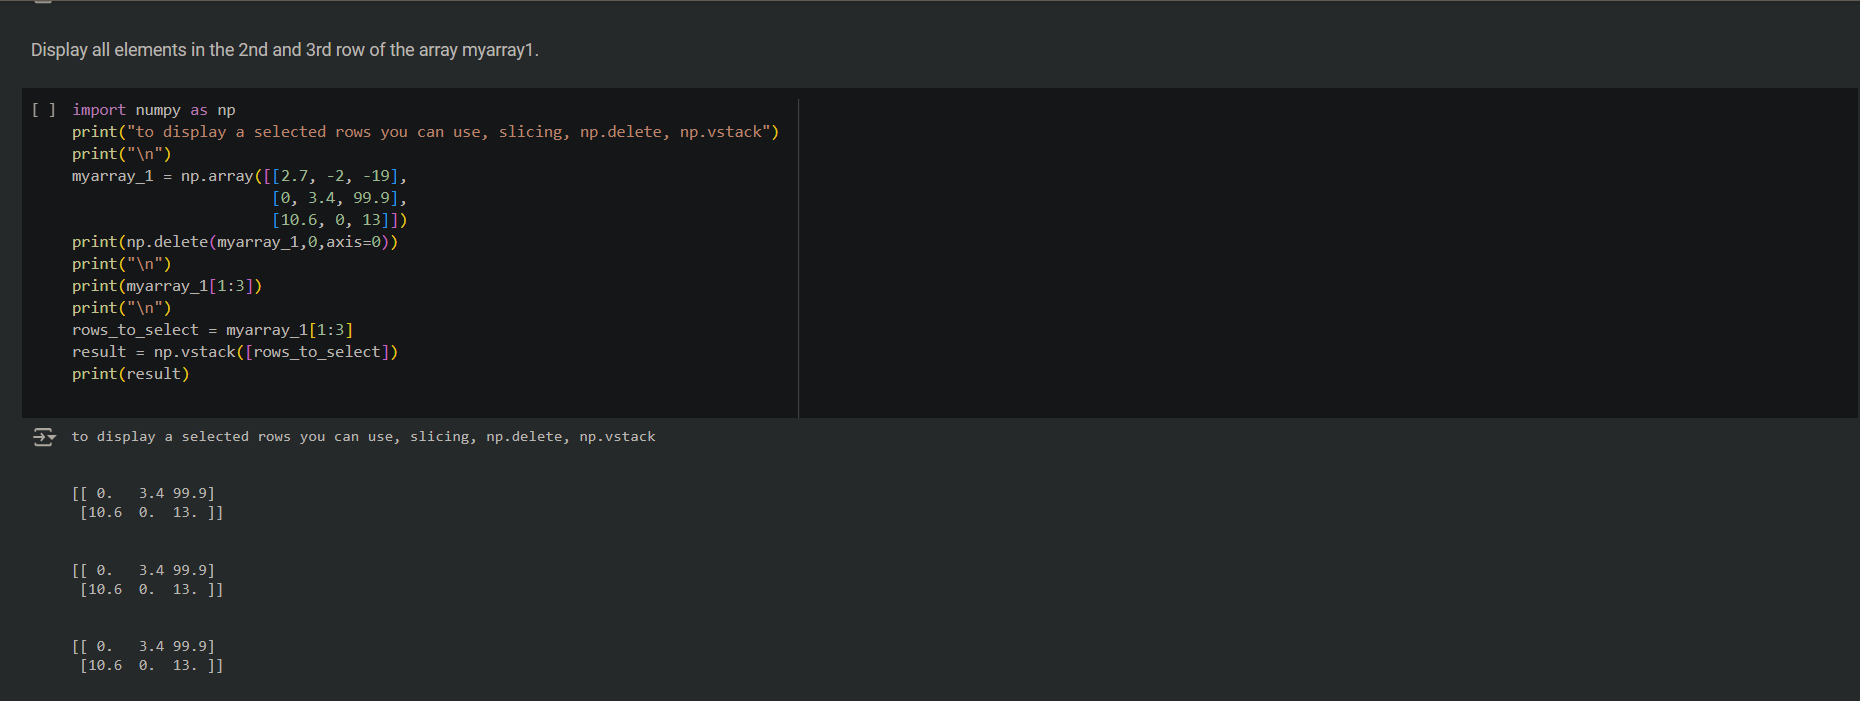 Display all elements in the 2nd and 3rd row of the array myarray1.
[ ] import numpy as np
print("to display a selected rows you can use, slicing, np.delete, np.vstack")
print("\n")
myarray_1 = np.array([[2.7, -2, -19],
[0, 3.4, 99.9],
[10.6, 0, 13]])
print(np.delete(myarray_1,0,axis=0))
print("\n")
print(myarray_1[1:3])
print("\n")
rows_to_select = myarray_1[1:3]
result = np.vstack([rows_to_select])
print(result)
to display a selected rows you can use, slicing, np.delete, np.vstack
[[ 0.   3.4 99.9]
[10.6  0.  13. ]]
[[ 0.   3.4 99.9]
[10.6  0.  13. ]]
[[ 0.   3.4 99.9]
[10.6  0.  13. ]]